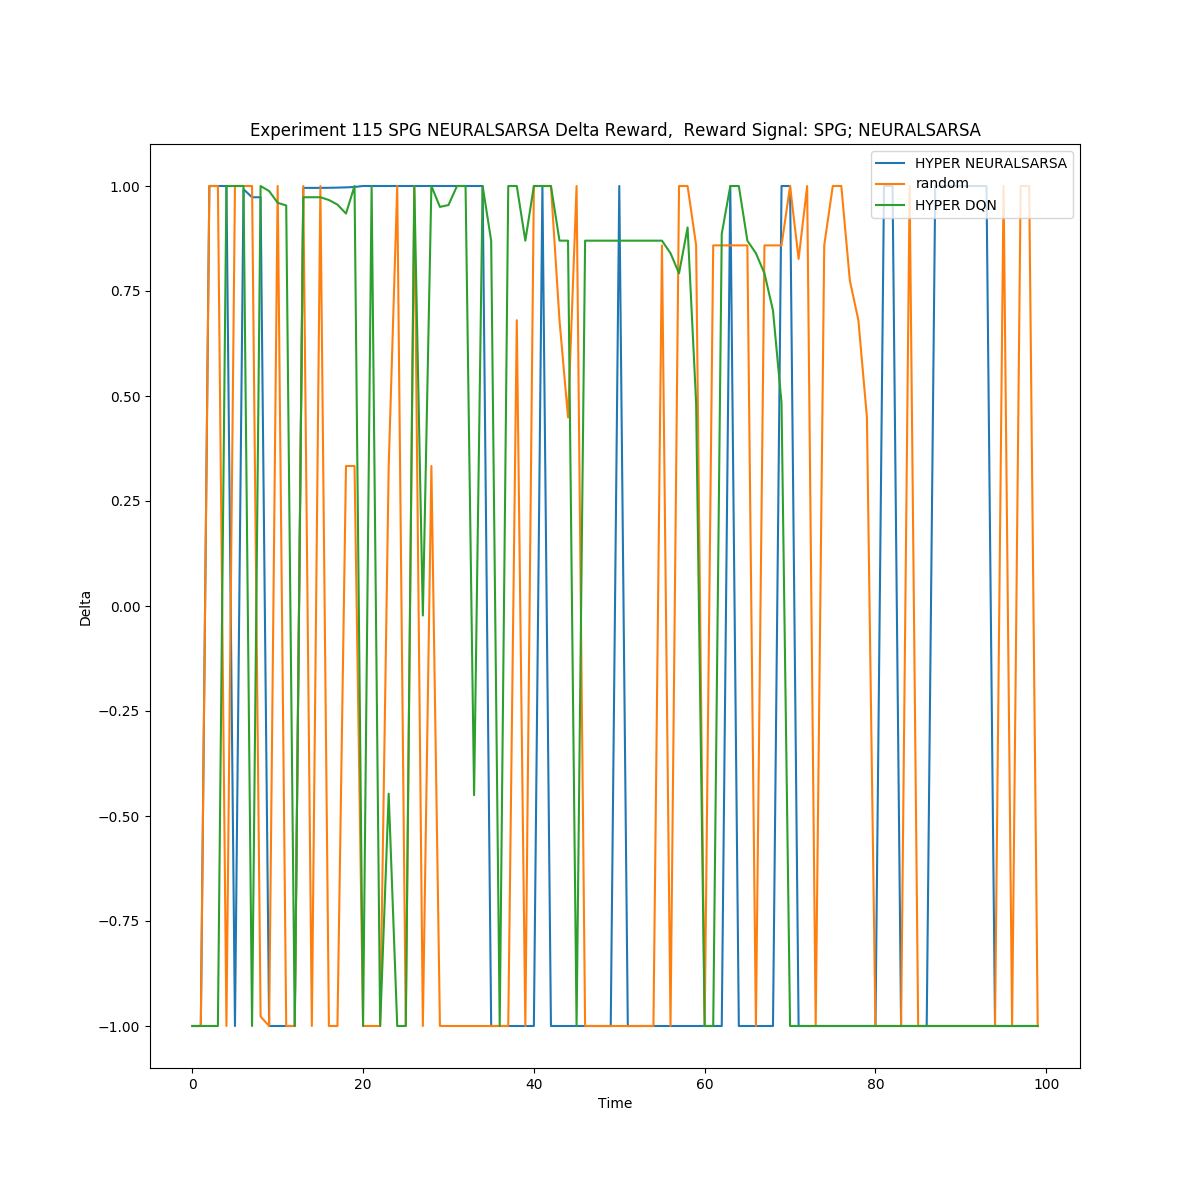 Experiment 115 SPG NEURALSARSA Delta Reward,  Reward Signal: SPG; NEURALSARSA
HYPER NEURALSARSA
random
HYPER DQN
1.00
0.75
0.50
0.25
0.00
−0.25
−0.50
−0.75
−1.00
Delta
0 20 40 60 80 100
Time